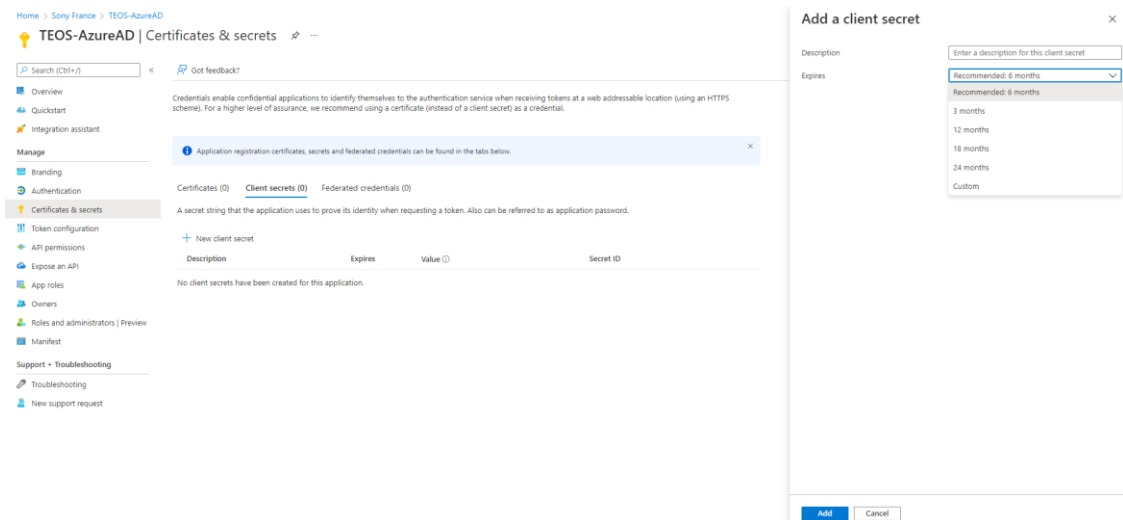 Home > Sony France > TEOS-AzureAD
TEOS-AzureAD | Certificates & secrets
Search (Ctrl+/)
Overview
Quickstart
Integration assistant
Manage
Branding
Authentication
Certificates & secrets
Token configuration
API permissions
Expose an API
App roles
Owners
Roles and administrators | Preview
Manifest
Support + Troubleshooting
Troubleshooting
New support request
Got feedback?
Credentials enable confidential applications to identify themselves to the authentication service when receiving tokens at a web addressable location (using an HTTPS
scheme). For a higher level of assurance, we recommend using a certificate (instead of a client secret) as a credential.
Application registration certificates, secrets and federated credentials can be found in the tabs below.
Certificates (0) Client secrets (0) Federated credentials (0)
A secret string that the application uses to prove its identity when requesting a token. Also can be referred to as application password.
New client secret
Description Expires Value Secret ID
No client secrets have been created for this application.
Add a client secret
Description Enter a description for this client secret
Expires Recommended: 6 months
Recommended: 6 months
3 months
12 months
18 months
24 months
Custom
Add Cancel